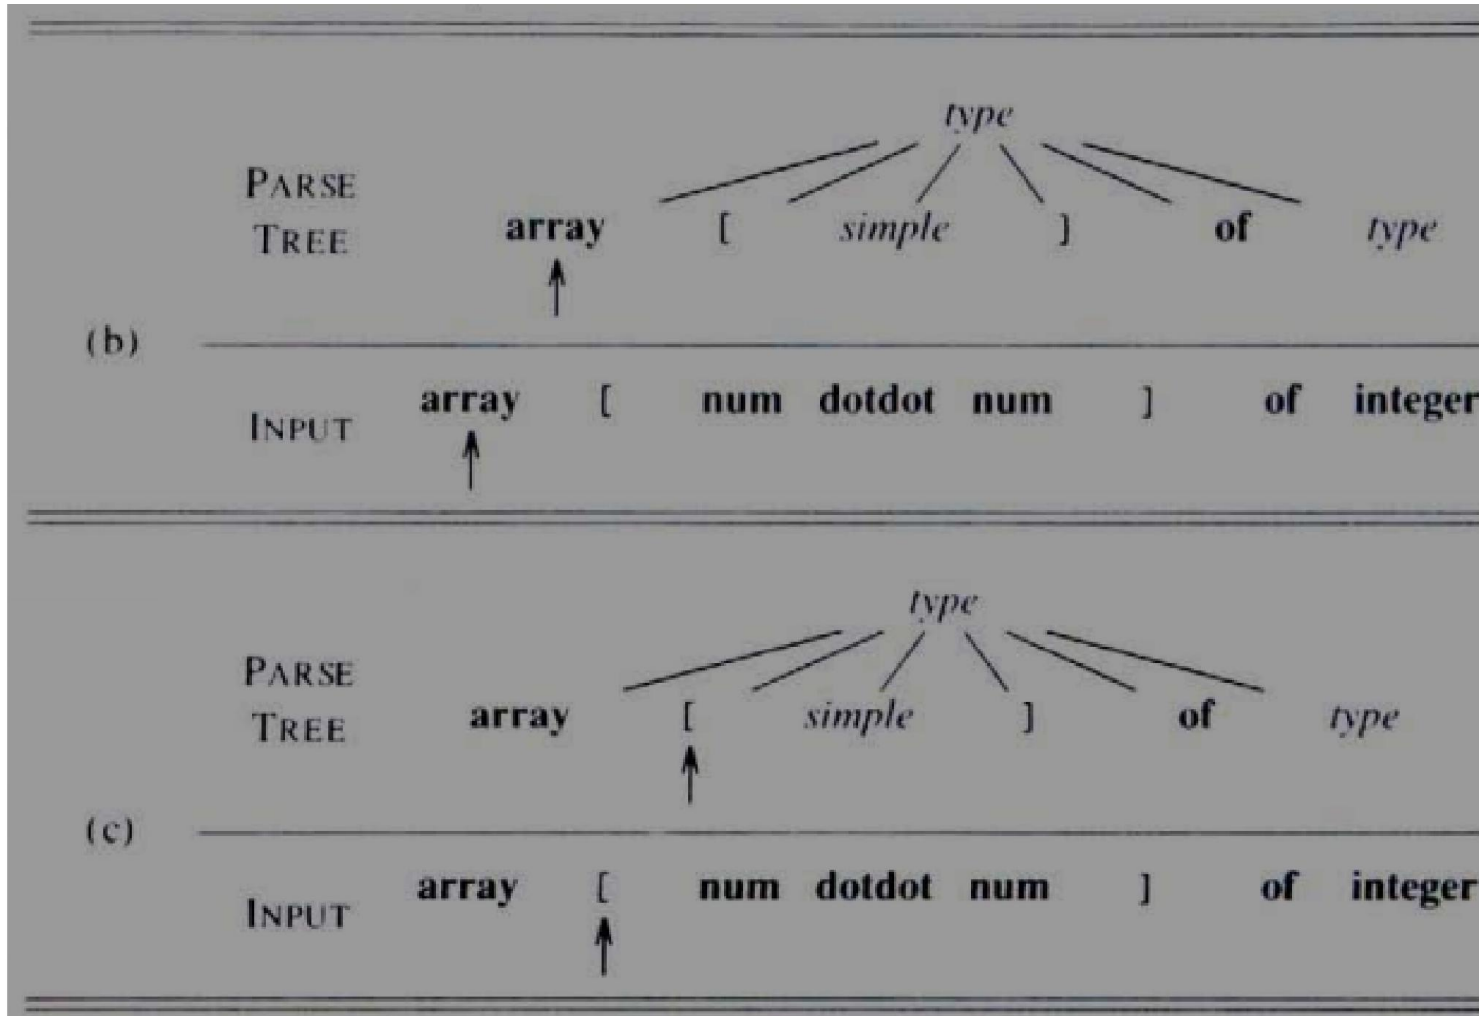 type
PARSE
TREE
array [ simple ] of type
(b)
array [ num dotdot num ] of integer
INPUT
type
PARSE
TREE
array [ simple ] of type
(c)
array [ num dotdot num ] of integer
INPUT